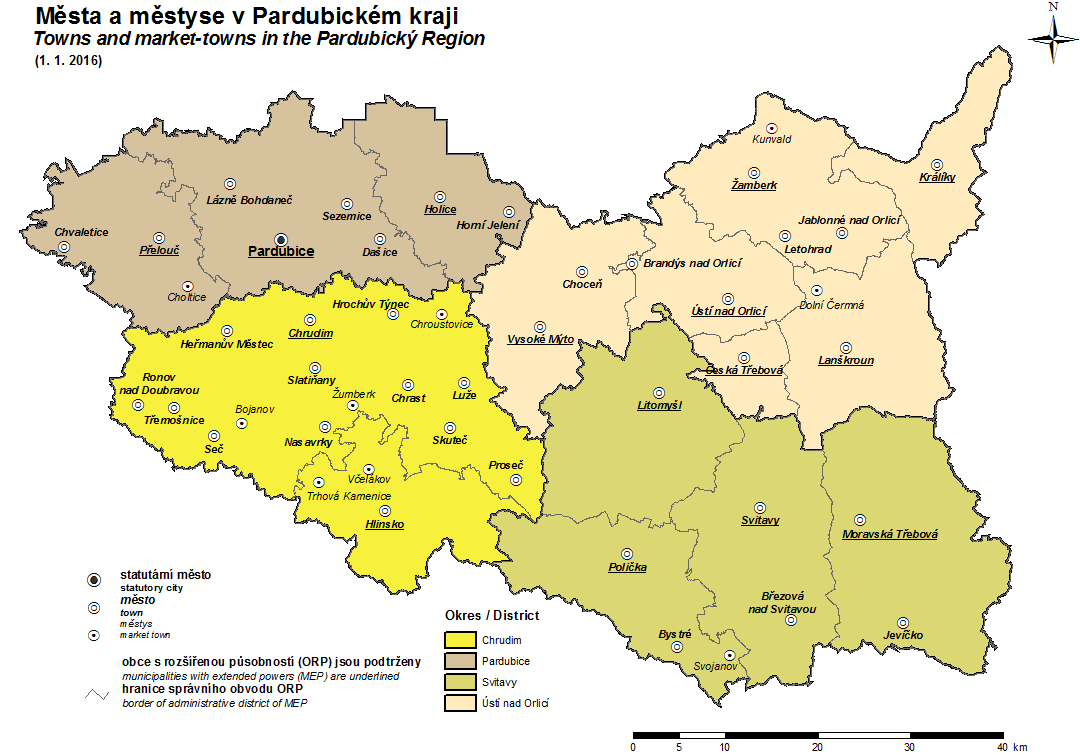 Města a městyse v Pardubickém kraji
Towns and market-towns in the Pardubický Region
(1. 1. 2016)
N
Kunvald
Žamberk
Králíky
Lázně Bohdaneč
Sezemice
Holice
Horní Jelení
Jablonné nad Orlicí
Letohrad
Chvaletice
Přelouč
Pardubice
Dašice
Choceň
Brandýs nad Orlicí
Choltice
Hrochův Týnec
Chroustovice
Ústí nad Orlicí
Dolní Čermná
Heřmanův Městec
Chrudim
Vysoké Mýto
Česká Třebová
Lanškroun
Slatiňany
Ronov
nad Doubravou
Třemošnice
Bojanov
Žumberk
Chrast
Luže
Litomyšl
Seč
Nasavrky
Skuteč
Proseč
Včelákov
Trhová Kamenice
Hlinsko
Svitavy
Moravská Třebová
Polička
Březová
nad Svitavou
Bystré
Svojanov
Jevíčko
statutární město
statutory city
město
town
městys
market town
obce s rozšířenou působností (ORP) jsou podtrženy
municipalities with extended powers (MEP) are underlined
hranice správního obvodu ORP
border of administrative district of MEP
Okres / District
Chrudim
Pardubice
Svitavy
Ústí nad Orlicí
0 5 10 20 30 40 km